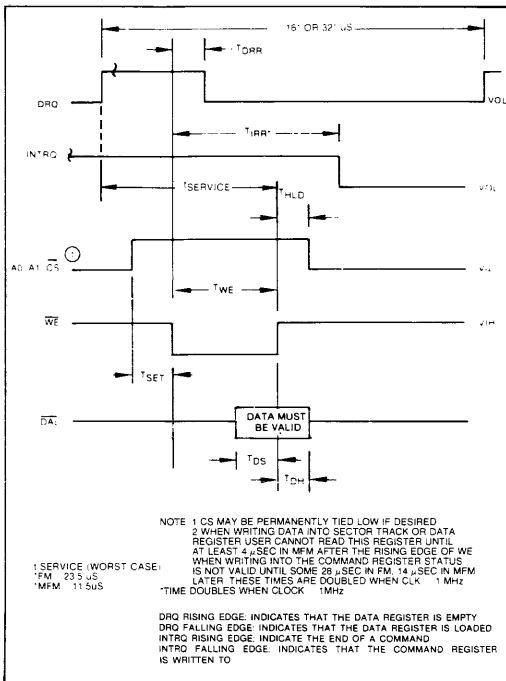 16* OR 32* µS
TDRR
DRQ
VOL
TIRR*
INTRQ
TSERVICE
THLD
VOL
1
A0 A1 CS
TWE
WE
VIH
TSET
DAL
DATA MUST
BE VALID
TDS
TDH
NOTE 1 CS MAY BE PERMANENTLY TIED LOW IF DESIRED
2 WHEN WRITING DATA INTO SECTOR TRACK OR DATA
REGISTER USER CANNOT READ THIS REGISTER UNTIL
AT LEAST 4 µSEC IN MFM AFTER THE RISING EDGE OF WE
WHEN WRITING INTO THE COMMAND REGISTER STATUS
IS NOT VALID UNTIL SOME 28 µSEC IN FM, 14 µSEC IN MFM
LATER THESE TIMES ARE DOUBLED WHEN CLK 1 MHz
*TIME DOUBLES WHEN CLOCK 1MHz
SERVICE (WORST CASE)
*FM 23.5 µS
*MFM 11.5µS
DRQ RISING EDGE: INDICATES THAT THE DATA REGISTER IS EMPTY
DRQ FALLING EDGE: INDICATES THAT THE DATA REGISTER IS LOADED
INTRQ RISING EDGE: INDICATE THE END OF A COMMAND
INTRQ FALLING EDGE: INDICATES THAT THE COMMAND REGISTER
IS WRITTEN TO